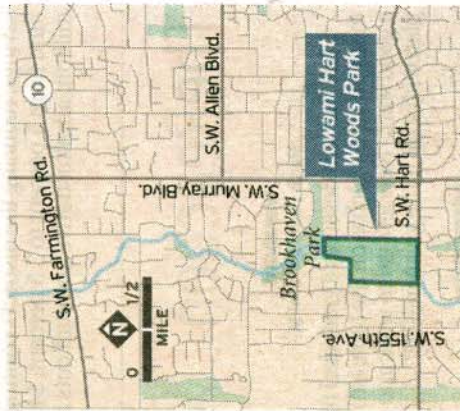 10
S.W. Farmington Rd.
S.W. Allen Blvd.
S.W. Murray Blvd.
N
0 1/2
MILE
Brookhaven
Park
Lowami Hart
Woods Park
S.W. Hart Rd.
S.W. 155th Ave.